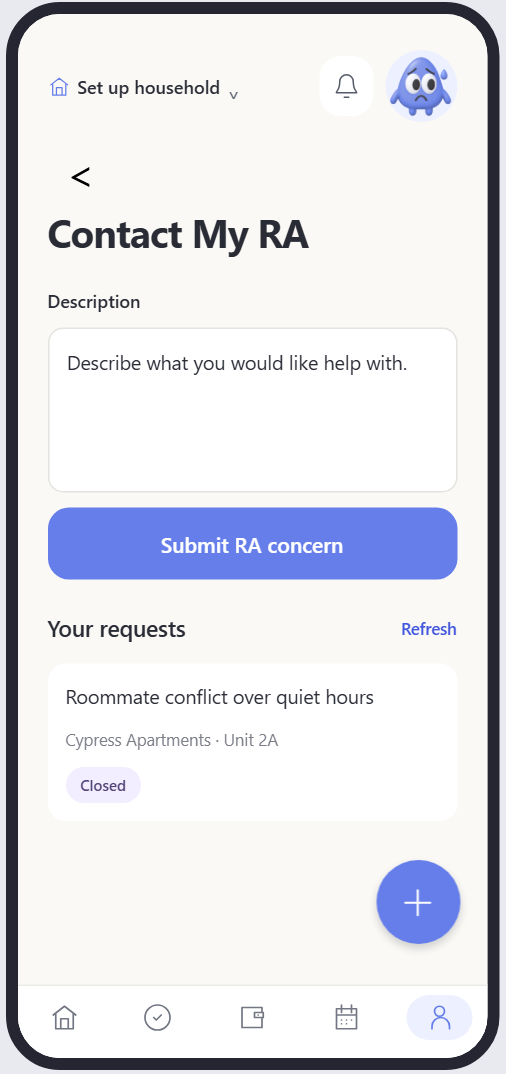 Set up household
Contact My RA
Description
Describe what you would like help with.
Submit RA concern
Your requests
Refresh
Roommate conflict over quiet hours
Cypress Apartments · Unit 2A
Closed